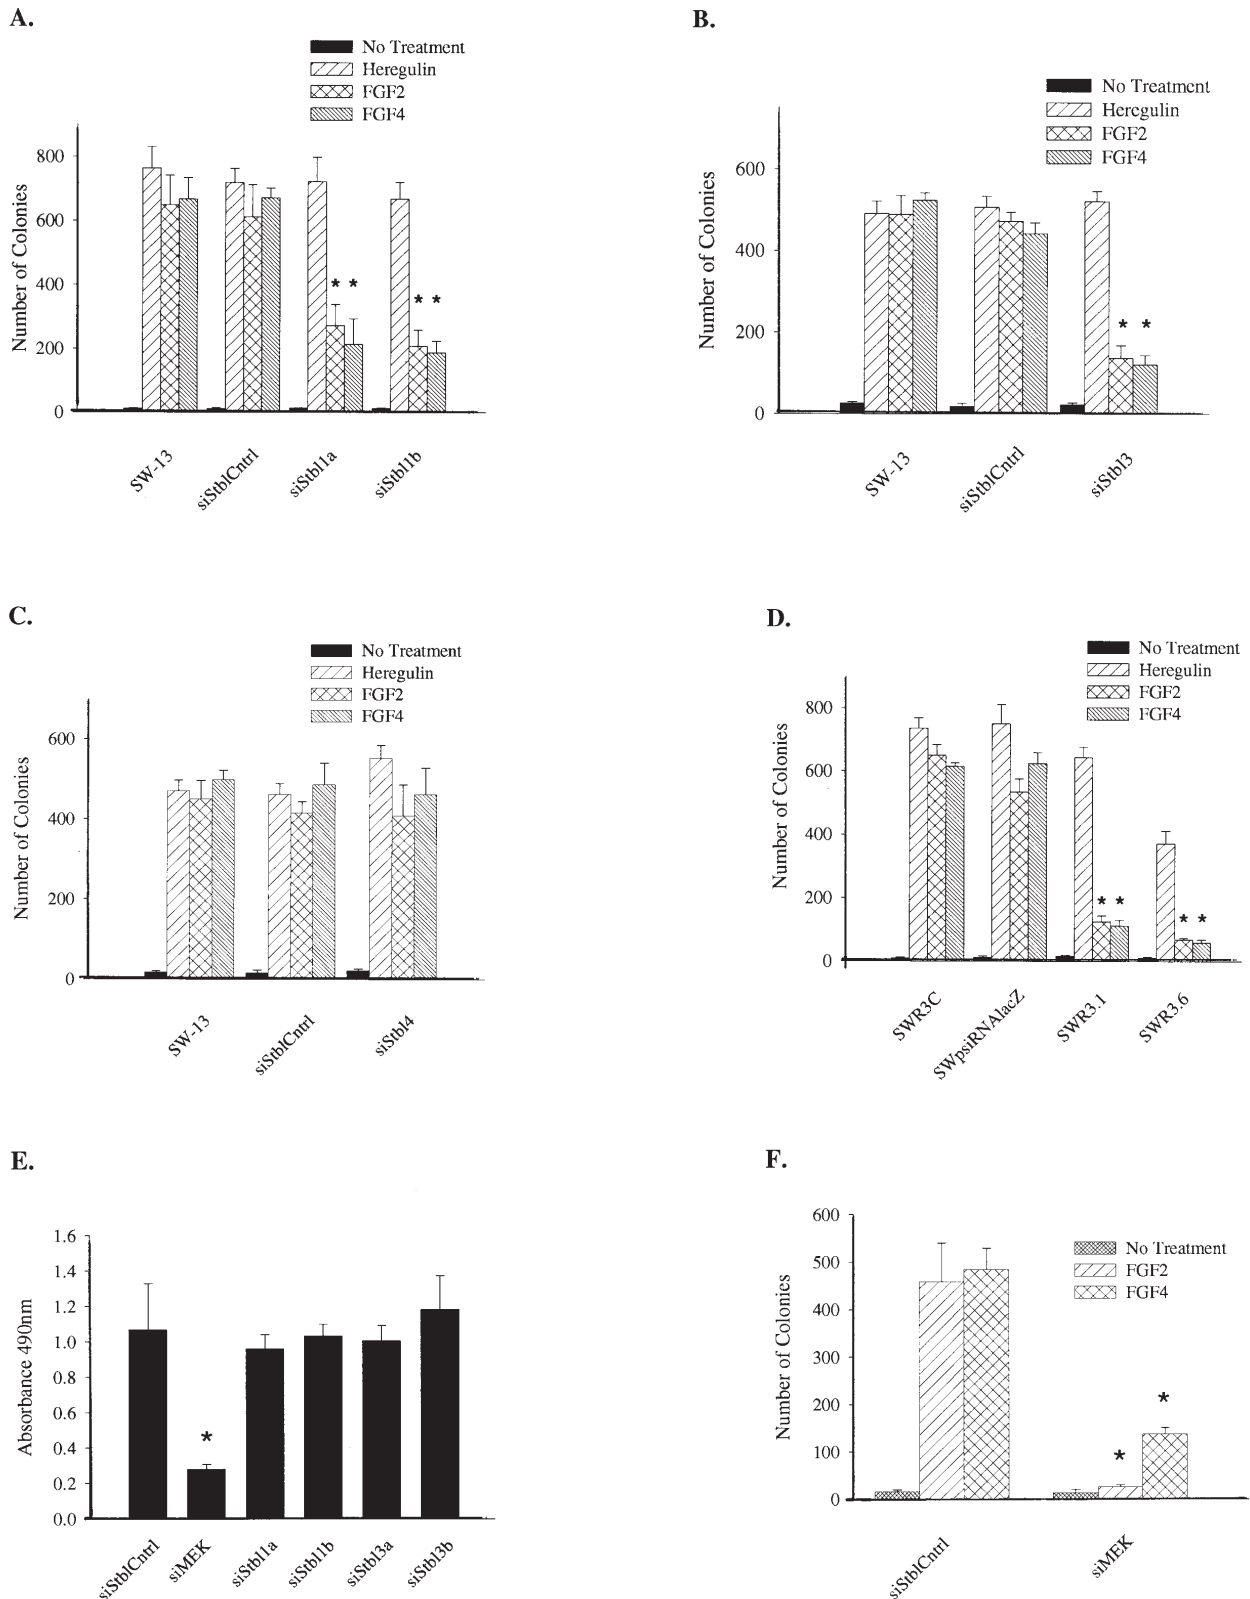 A.
No Treatment
Heregulin
FGF2
FGF4
Number of Colonies
800
600
400
200
0
* *
* *
SW-13
siStblCntrl
siStbl1a
siStbl1b
B.
No Treatment
Heregulin
FGF2
FGF4
Number of Colonies
600
400
200
0
* *
SW-13
siStblCntrl
siStbl3
C.
No Treatment
Heregulin
FGF2
FGF4
Number of Colonies
600
400
200
0
SW-13
siStblCntrl
siStbl4
D.
No Treatment
Heregulin
FGF2
FGF4
Number of Colonies
800
600
400
200
0
* *
* *
SWR3C
SWpsiRNAlacZ
SWR3.1
SWR3.6
E.
Absorbance 490nm
1.6
1.4
1.2
1.0
0.8
0.6
0.4
0.2
0.0
*
siStblCntrl
siMEK
siStbl1a
siStbl1b
siStbl3a
siStbl3b
F.
No Treatment
FGF2
FGF4
Number of Colonies
600
500
400
300
200
100
0
*
*
siStblCntrl
siMEK